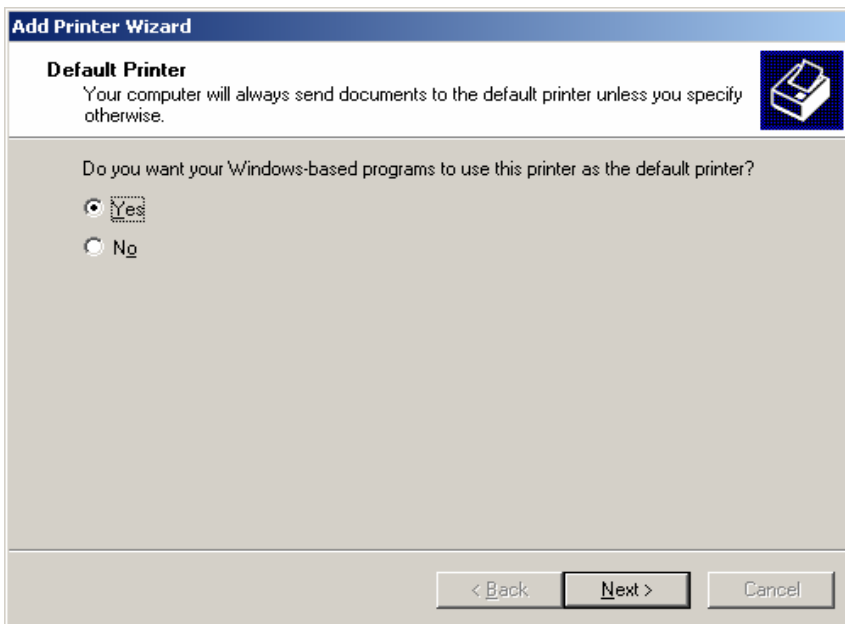 Add Printer Wizard
Default Printer
Your computer will always send documents to the default printer unless you specify
otherwise.
Do you want your Windows-based programs to use this printer as the default printer?
Yes
No
< Back
Next >
Cancel